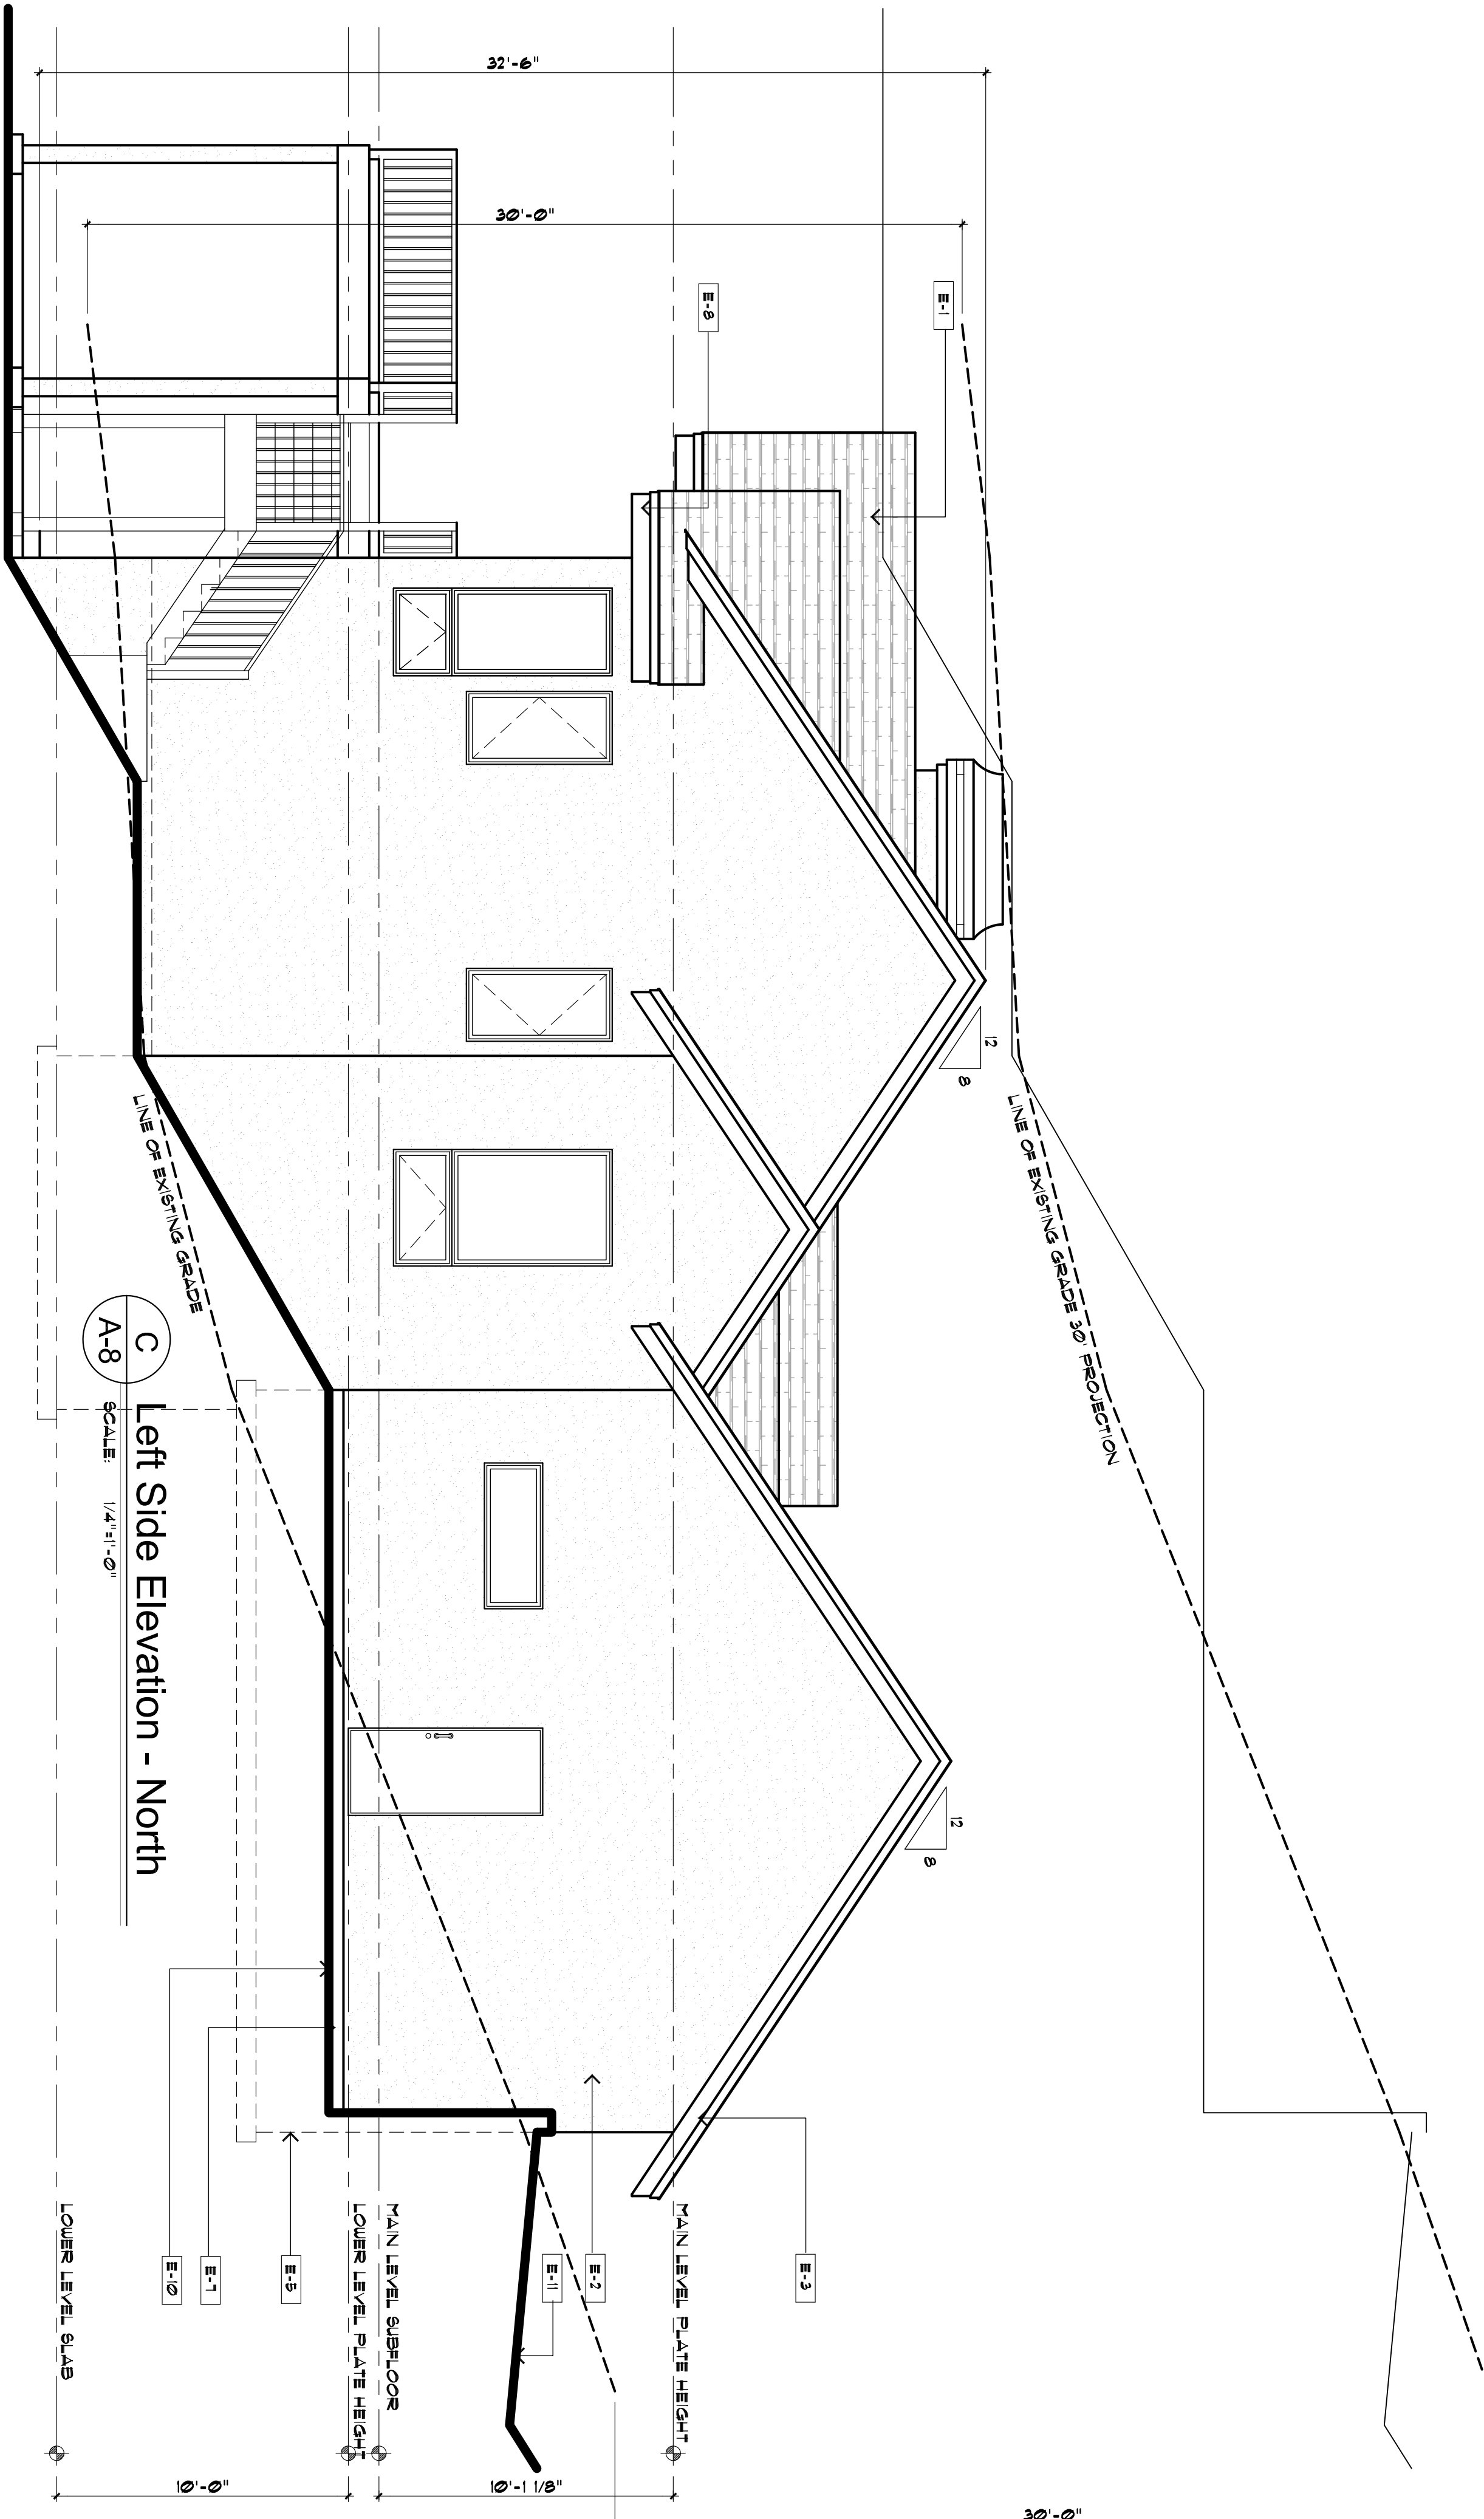 32'-6"
30'-0"
E-8
E-1
12
8
LINE OF EXISTING GRADE 30' PROJECTION
LINE OF EXISTING GRADE
12
8
C
A-8
Left Side Elevation - North
SCALE: 1/4"=1'-0"
E-3
E-2
E-11
E-5
E-7
E-10
MAIN LEVEL PLATE HEIGHT
MAIN LEVEL SUBFLOOR
LOWER LEVEL PLATE HEIGHT
LOWER LEVEL SLAB
10'-1 1/8"
10'-0"
30'-0"